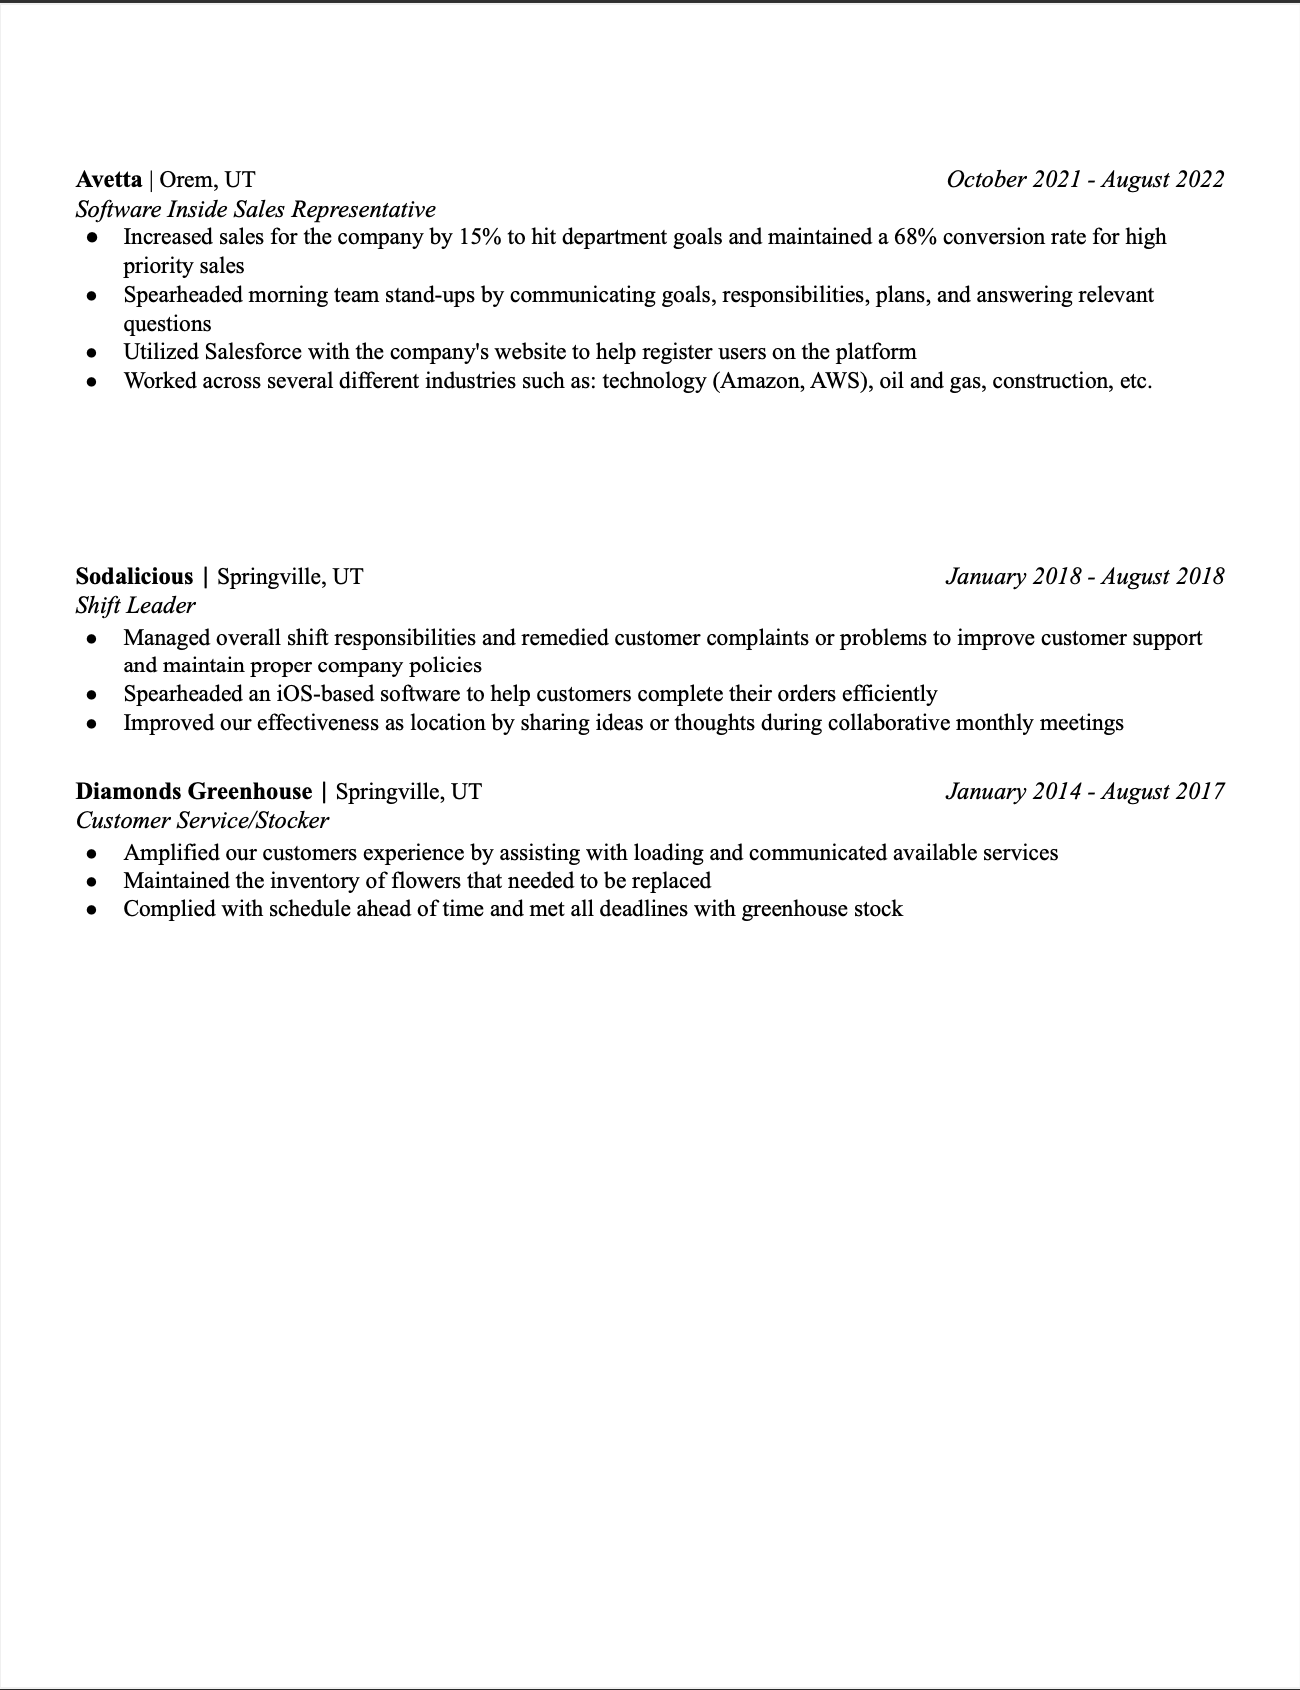 Avetta | Orem, UT October 2021 - August 2022
Software Inside Sales Representative
● Increased sales for the company by 15% to hit department goals and maintained a 68% conversion rate for high
priority sales
● Spearheaded morning team stand-ups by communicating goals, responsibilities, plans, and answering relevant
questions
● Utilized Salesforce with the company's website to help register users on the platform
● Worked across several different industries such as: technology (Amazon, AWS), oil and gas, construction, etc.
Sodalicious | Springville, UT January 2018 - August 2018
Shift Leader
● Managed overall shift responsibilities and remedied customer complaints or problems to improve customer support
and maintain proper company policies
● Spearheaded an iOS-based software to help customers complete their orders efficiently
● Improved our effectiveness as location by sharing ideas or thoughts during collaborative monthly meetings
Diamonds Greenhouse | Springville, UT January 2014 - August 2017
Customer Service/Stocker
● Amplified our customers experience by assisting with loading and communicated available services
● Maintained the inventory of flowers that needed to be replaced
● Complied with schedule ahead of time and met all deadlines with greenhouse stock